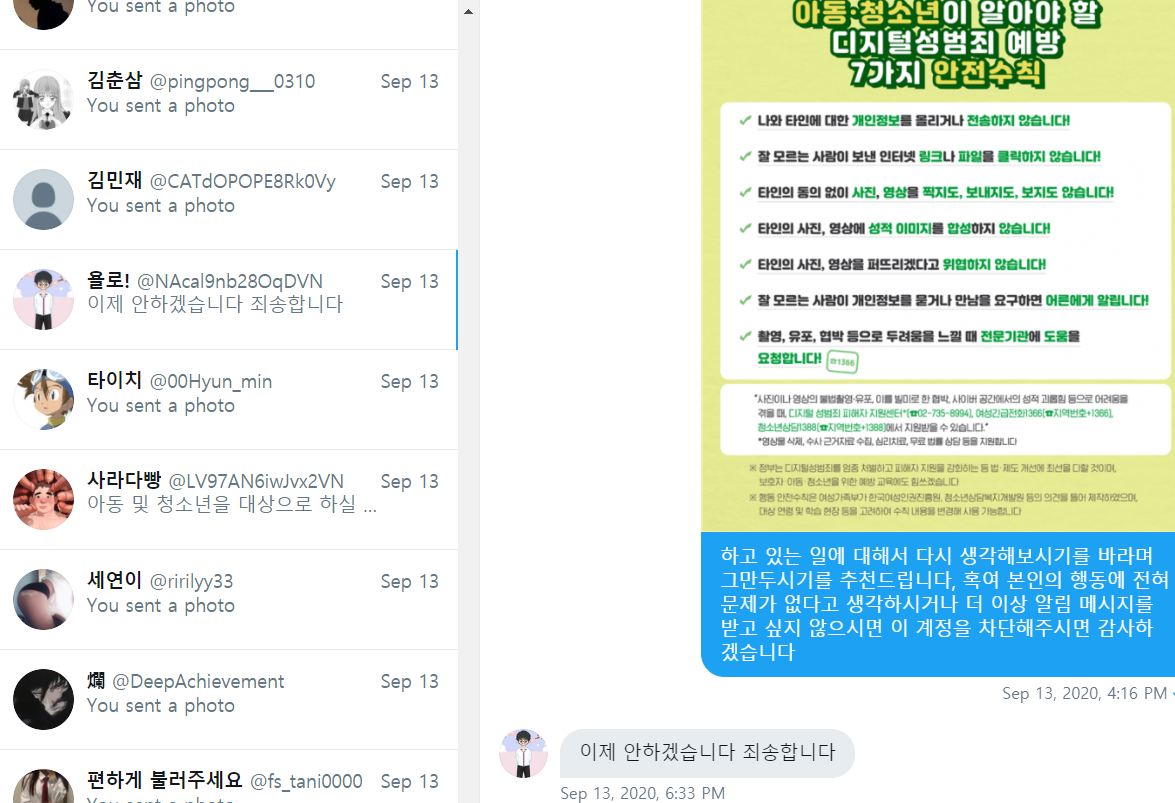 You sent a photo
김춘삼 @pingpong__0310 Sep 13
You sent a photo
김민재 @CATdOPOPE8Rk0Vy Sep 13
You sent a photo
욜로! @NAcal9nb28OqDVN Sep 13
이제 안하겠습니다 죄송합니다
타이치 @00Hyun_min Sep 13
You sent a photo
사라다빵 @LV97AN6iwJvx2VN Sep 13
아동 및 청소년을 대상으로 하실 ...
세연이 @ririlyy33 Sep 13
You sent a photo
爛 @DeepAchievement Sep 13
You sent a photo
편하게 불러주세요 @fs_tani0000 Sep 13
You sent a photo
아동·청소년이 알아야 할
디지털성범죄 예방
7가지 안전수칙
나와 타인에 대한 개인정보를 올리거나 전송하지 않습니다!
잘 모르는 사람이 보낸 인터넷 링크나 파일을 클릭하지 않습니다!
타인의 동의 없이 사진, 영상을 찍지도, 보내지도, 보지도 않습니다!
타인의 사진, 영상에 성적 이미지를 합성하지 않습니다!
타인의 사진, 영상을 퍼뜨리겠다고 위협하지 않습니다!
잘 모르는 사람이 개인정보를 묻거나 만남을 요구하면 어른에게 알립니다!
촬영, 유포, 협박 등으로 두려움을 느낄 때 전문기관에 도움을
요청합니다! ☎1366
"사진이나 영상의 불법촬영·유포, 이를 빌미로 한 협박, 사이버 공간에서의 성적 괴롭힘 등으로 어려움을
겪을 때, 디지털 성범죄 피해자 지원센터*(☎02-735-8994), 여성긴급전화1366(☎지역번호+1366),
청소년상담1388(☎지역번호+1388)에서 지원받을 수 있습니다."
*영상물 삭제, 수사 근거자료 수집, 심리치료, 무료 법률 상담 등을 지원합니다
※ 정부는 디지털성범죄를 엄중 처벌하고 피해자 지원을 강화하는 등 법·제도 개선에 최선을 다할 것이며,
보호자·아동·청소년을 위한 예방 교육에도 힘쓰겠습니다
※ 행동 안전수칙은 여성가족부가 한국여성인권진흥원, 청소년상담복지개발원 등의 의견을 들어 제작하였으며,
대상 연령 및 학습 현장 등을 고려하여 수칙 내용을 변경해 사용 가능합니다
하고 있는 일에 대해서 다시 생각해보시기를 바라며
그만두시기를 추천드립니다, 혹여 본인의 행동에 전혀
문제가 없다고 생각하시거나 더 이상 알림 메시지를
받고 싶지 않으시면 이 계정을 차단해주시면 감사하
겠습니다
Sep 13, 2020, 4:16 PM
이제 안하겠습니다 죄송합니다
Sep 13, 2020, 6:33 PM